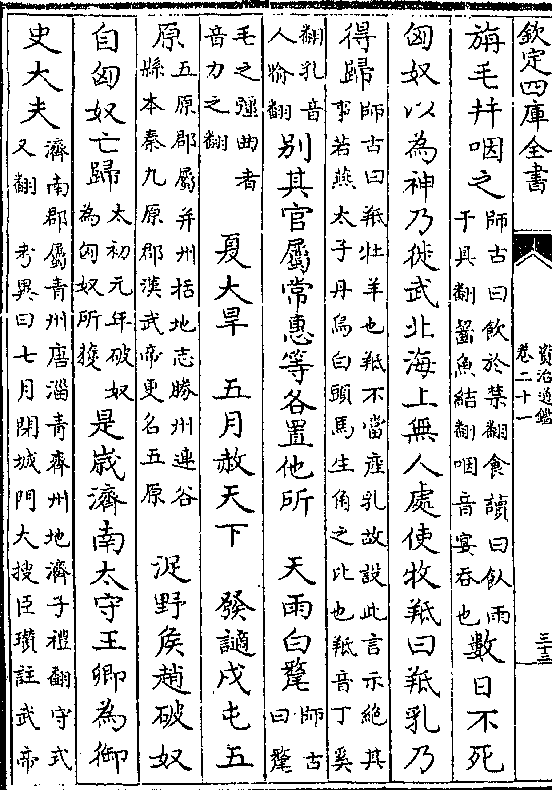 欽定四庫全書
資治通鑑
卷二十一
三十三
旃毛并咽之師古曰飲於禁翻食讀曰飤雨于具翻齧魚結翻咽音宴吞也數日不死
匈奴以為神乃徙武北海上無人處使牧羝曰羝乳乃
得歸師古曰羝牡羊也羝不當產乳故設此言示絶其事若燕太子丹烏白頭馬生角之比也羝音丁奚
翻乳音人喻翻别其官屬常惠等各置他所 天雨白氂師古曰氂
毛之強曲者音力之翻 夏大旱 五月赦天下 發讁戍屯五
原五原郡屬并州括地志勝州連谷縣本秦九原郡漢武帝更名五原 浞野侯趙破奴
自匈奴亡歸太初元年破奴為匈奴所獲 是嵗濟南太守王卿為御
史大夫濟南郡屬青州唐淄青齊州地濟子禮翻守式又翻 考異曰七月閉城門大搜臣瓚註武帝